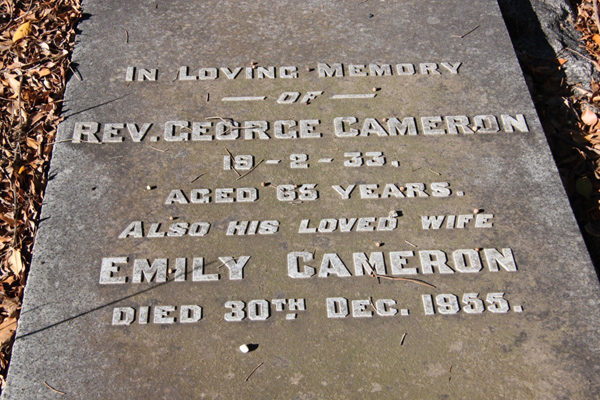 IN LOVING MEMORY
OF
REV. GEORGE CAMERON
19-2-33.
AGED 65 YEARS.
ALSO HIS LOVED WIFE
EMILY CAMERON
DIED 30TH DEC. 1955.